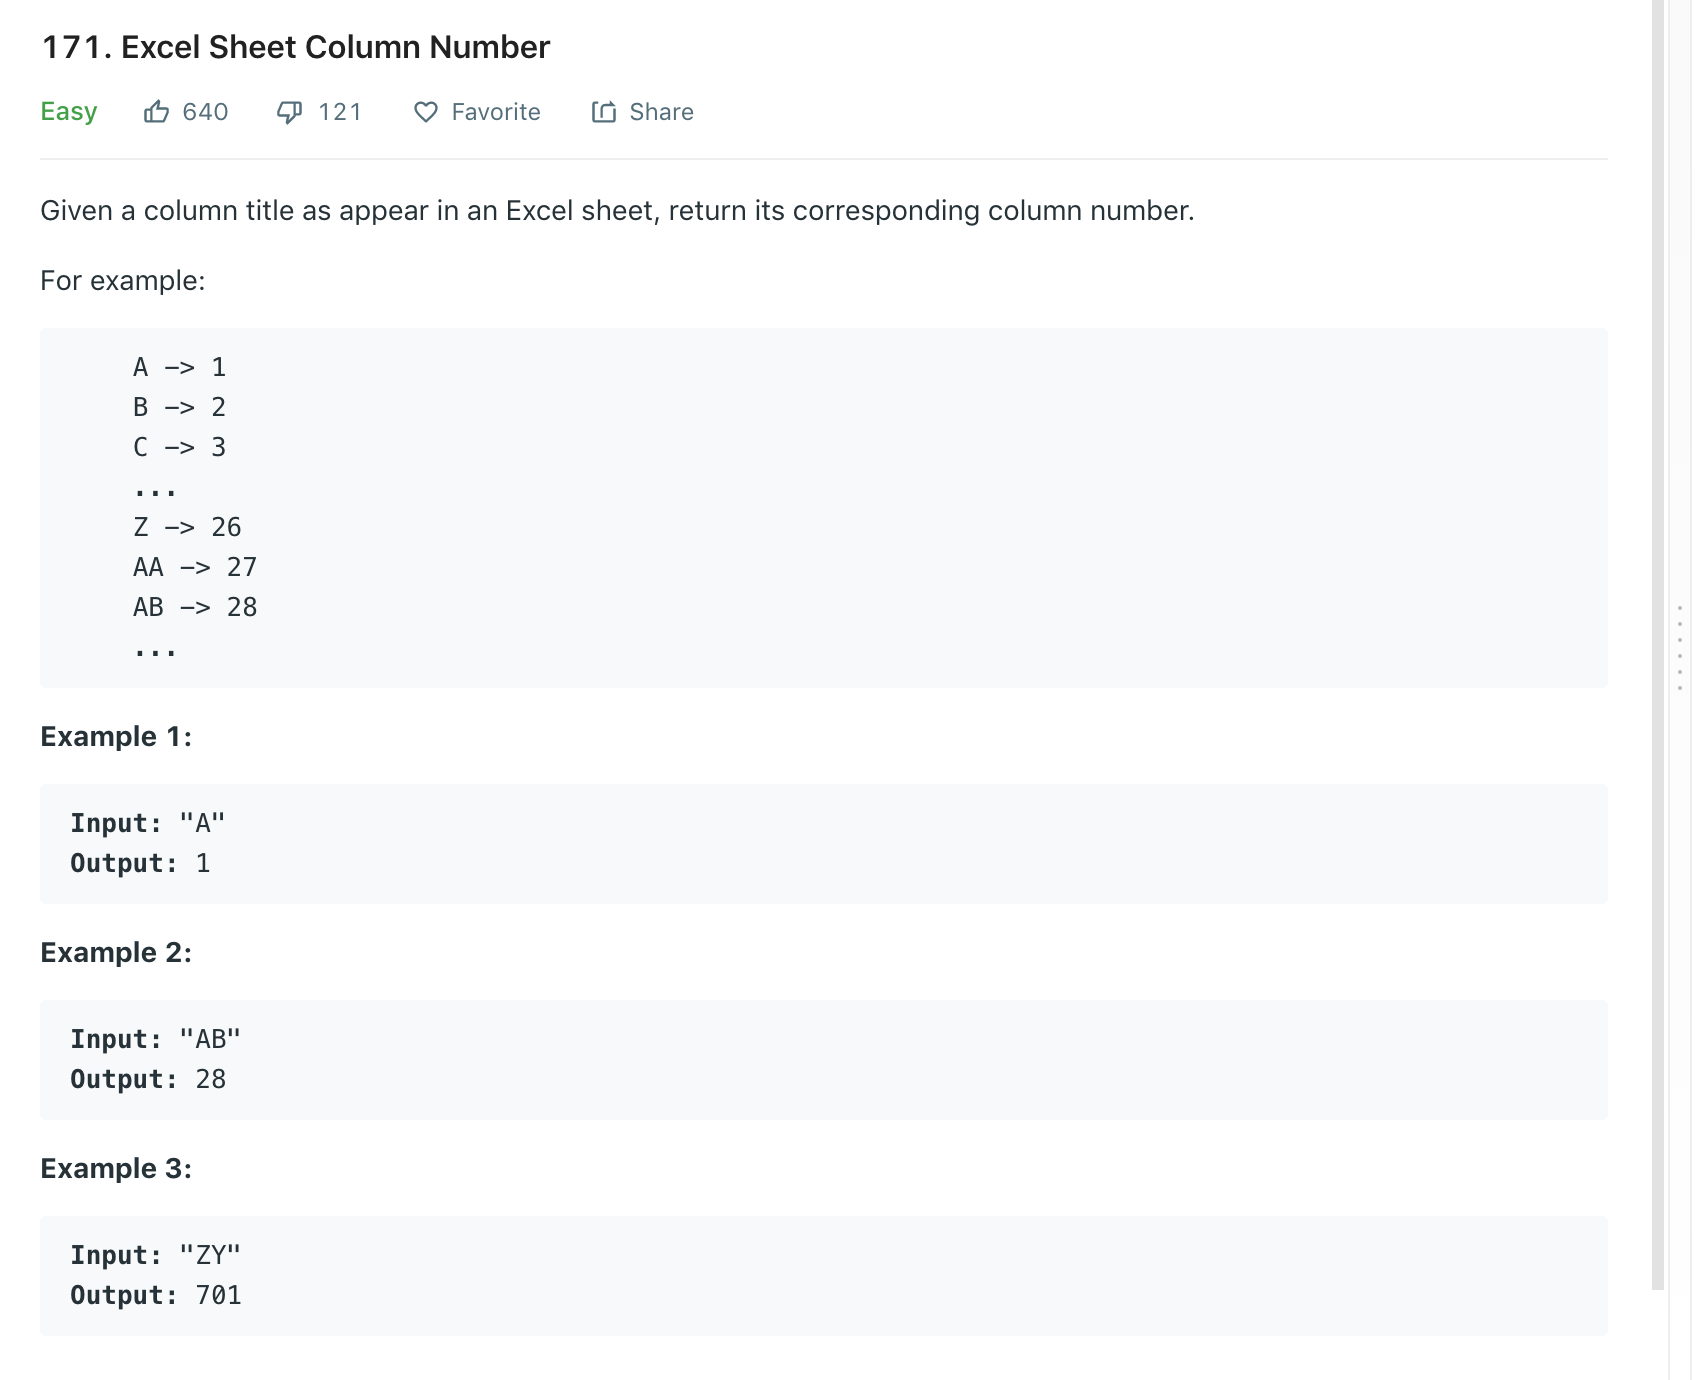 171. Excel Sheet Column Number
Easy 640 121 Favorite Share
Given a column title as appear in an Excel sheet, return its corresponding column number.
For example:
A -> 1
B -> 2
C -> 3
...
Z -> 26
AA -> 27
AB -> 28
...
Example 1:
Input: "A"
Output: 1
Example 2:
Input: "AB"
Output: 28
Example 3:
Input: "ZY"
Output: 701